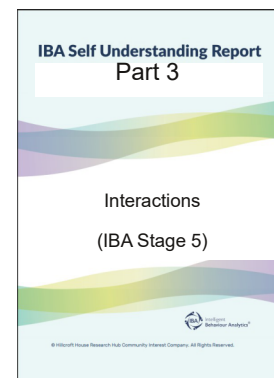 IBA Self Understanding Report
Part 3
Interactions
(IBA Stage 5)
IBA
Intelligent
Behaviour Analytics®
© Hillcroft House Research Hub Community Interest Company. All Rights Reserved.